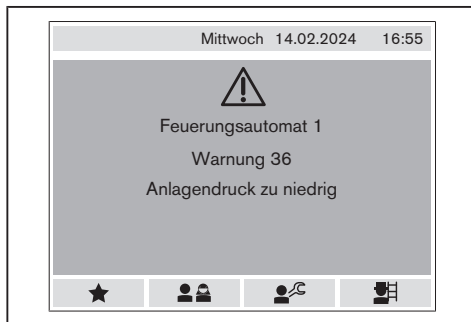 Mittwoch 14.02.2024 16:55
Feuerungsautomat 1
Warnung 36
Anlagendruck zu niedrig